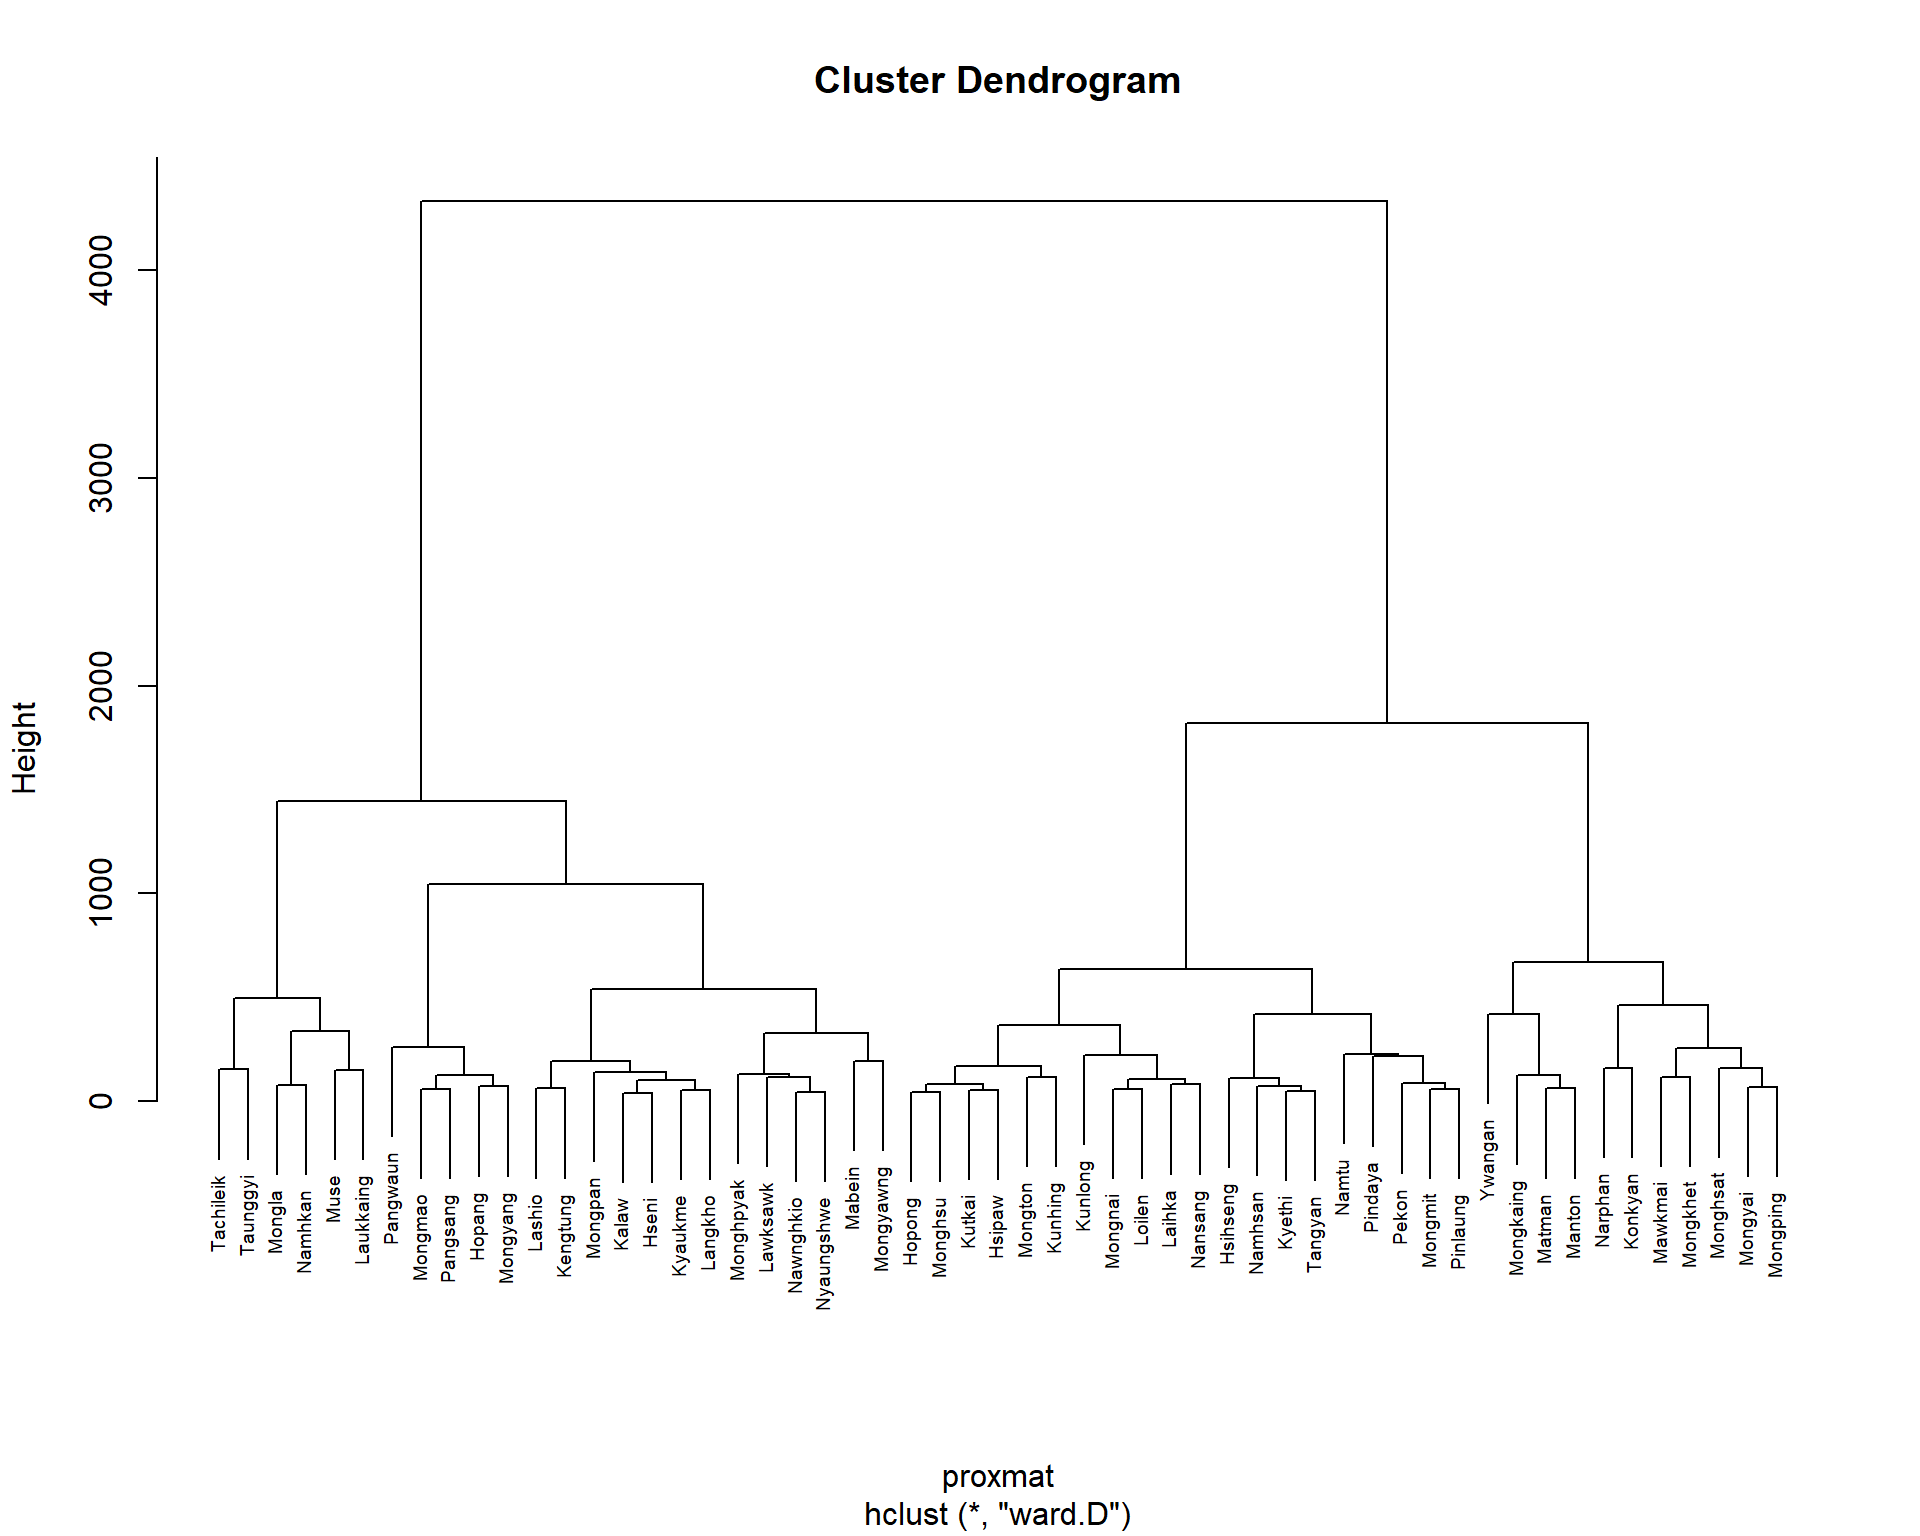 Cluster Dendrogram
Height
4000
3000
2000
1000
0
Tachileik
Taunggyi
Mongla
Namhkan
Muse
Laukkaing
Pangwaun
Mongmao
Pangsang
Hopang
Mongyang
Lashio
Kengtung
Mongpan
Kalaw
Hseni
Kyaukme
Langkho
Monghpyak
Lawksawk
Nawnghkio
Nyaungshwe
Mabein
Mongyawng
Hopong
Monghsu
Kutkai
Hsipaw
Mongton
Kunhing
Kunlong
Mongnai
Loilen
Laihka
Nansang
Hsihseng
Namhsan
Kyethi
Tangyan
Namtu
Pindaya
Pekon
Mongmit
Pinlaung
Ywangan
Mongkaing
Matman
Manton
Narphan
Konkyan
Mawkmai
Mongkhet
Monghsat
Mongyai
Mongping
proxmat
hclust (*, "ward.D")